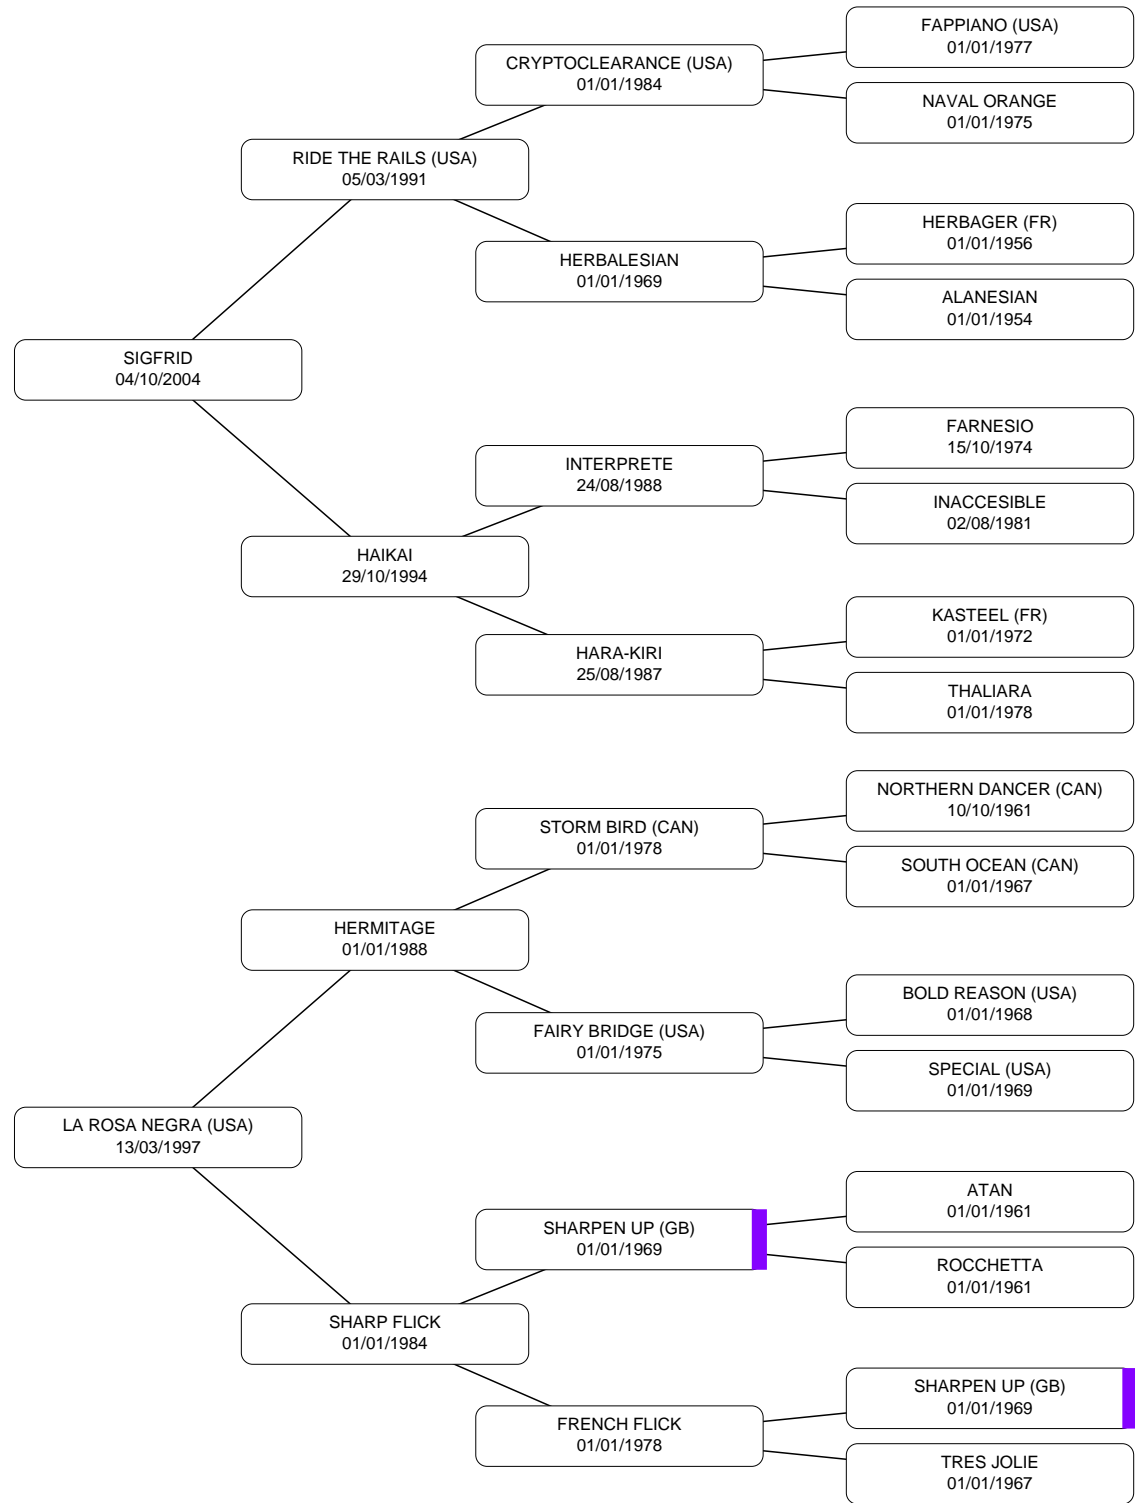 FAPPIANO (USA)
01/01/1977
CRYPTOCLEARANCE (USA)
01/01/1984
NAVAL ORANGE
01/01/1975
RIDE THE RAILS (USA)
05/03/1991
HERBAGER (FR)
01/01/1956
HERBALESIAN
01/01/1969
ALANESIAN
01/01/1954
SIGFRID
04/10/2004
FARNESIO
15/10/1974
INTERPRETE
24/08/1988
INACCESIBLE
02/08/1981
HAIKAI
29/10/1994
KASTEEL (FR)
01/01/1972
HARA-KIRI
25/08/1987
THALIARA
01/01/1978
NORTHERN DANCER (CAN)
10/10/1961
STORM BIRD (CAN)
01/01/1978
SOUTH OCEAN (CAN)
01/01/1967
HERMITAGE
01/01/1988
BOLD REASON (USA)
01/01/1968
FAIRY BRIDGE (USA)
01/01/1975
SPECIAL (USA)
01/01/1969
LA ROSA NEGRA (USA)
13/03/1997
ATAN
01/01/1961
SHARPEN UP (GB)
01/01/1969
ROCCHETTA
01/01/1961
SHARP FLICK
01/01/1984
SHARPEN UP (GB)
01/01/1969
FRENCH FLICK
01/01/1978
TRES JOLIE
01/01/1967